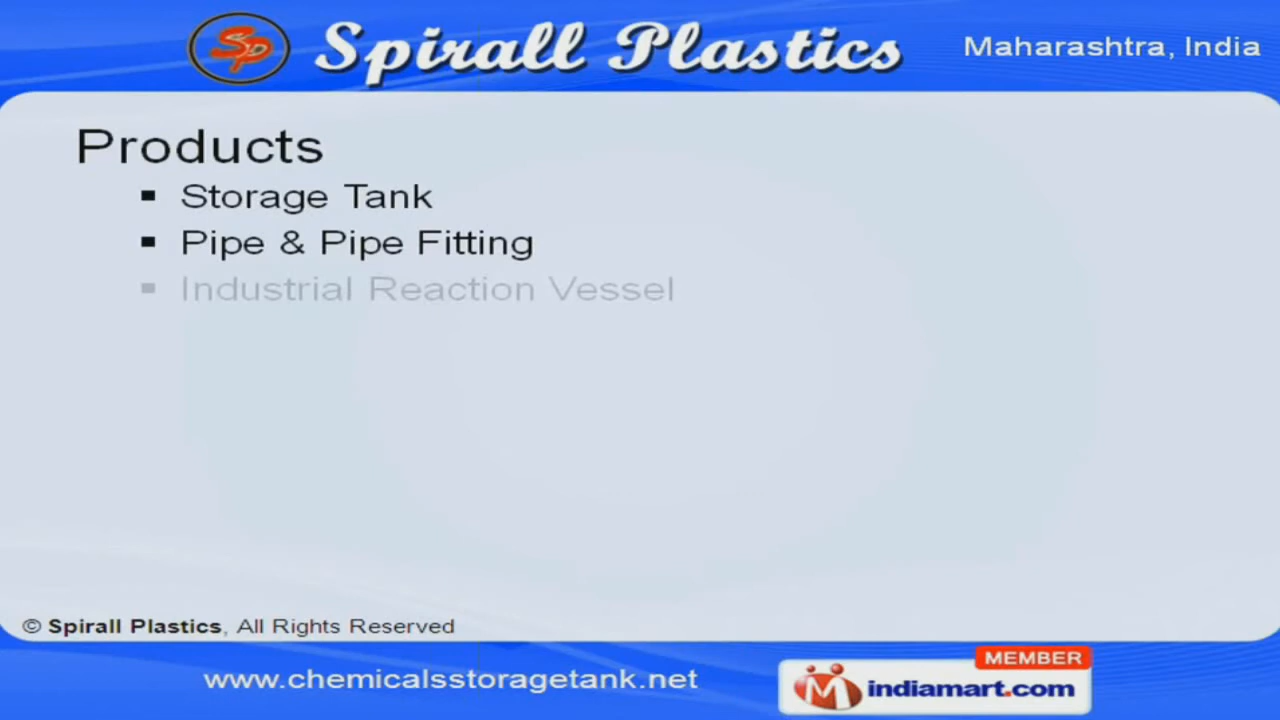 SP Spirall Plastics
Maharashtra, India
Products
▪ Storage Tank
▪ Pipe & Pipe Fitting
▪ Industrial Reaction Vessel
© Spirall Plastics, All Rights Reserved
www.chemicalsstoragetank.net
MEMBER
indiamart.com